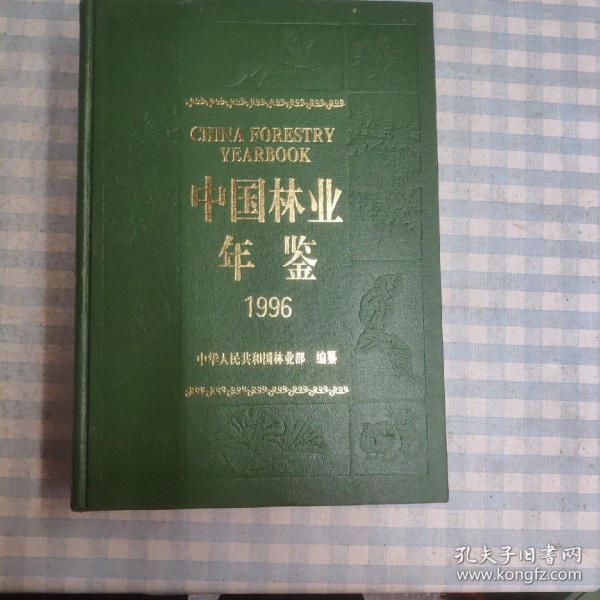 CHINA FORESTRY
YEARBOOK
中国林业
年鉴
1996
中华人民共和国林业部 编纂
孔夫子旧书网
www.kongfz.com